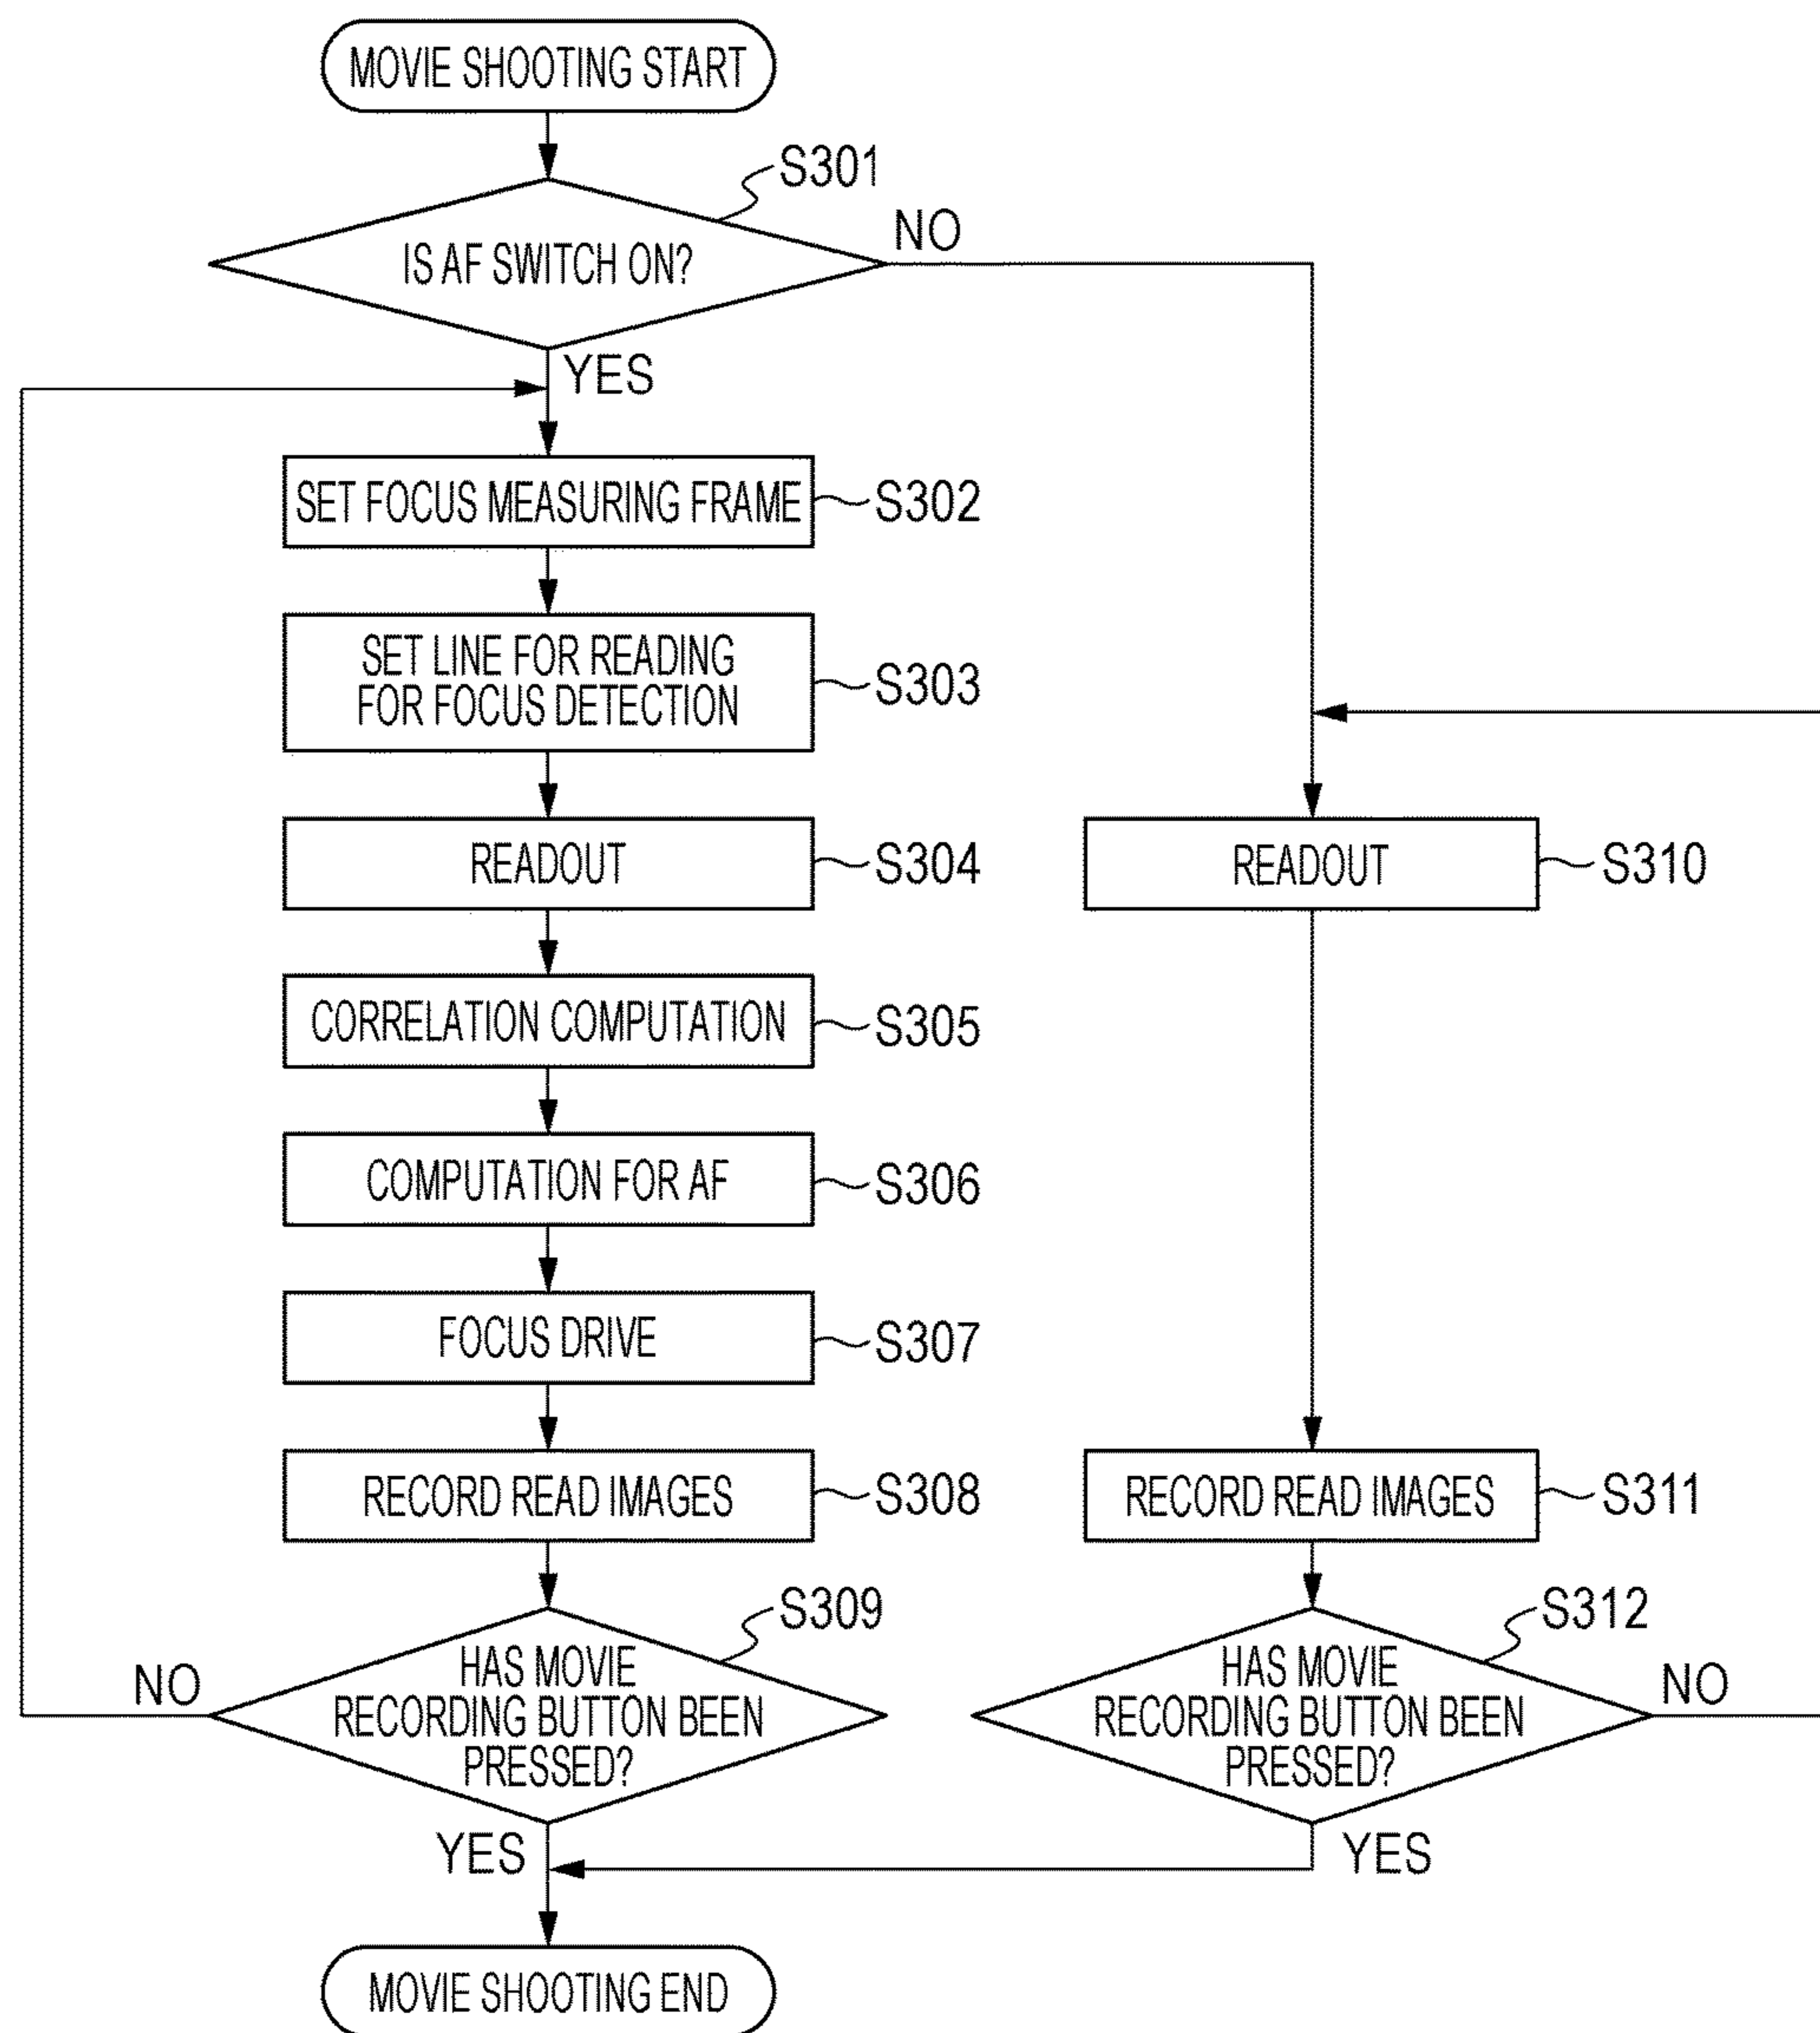 MOVIE SHOOTING START
S301
IS AF SWITCH ON?
NO
YES
SET FOCUS MEASURING FRAME
S302
SET LINE FOR READING
FOR FOCUS DETECTION
S303
READOUT
S304
READOUT
S310
CORRELATION COMPUTATION
S305
COMPUTATION FOR AF
S306
FOCUS DRIVE
S307
RECORD READ IMAGES
S308
RECORD READ IMAGES
S311
S309
HAS MOVIE
RECORDING BUTTON BEEN
PRESSED?
NO
YES
S312
HAS MOVIE
RECORDING BUTTON BEEN
PRESSED?
NO
YES
MOVIE SHOOTING END